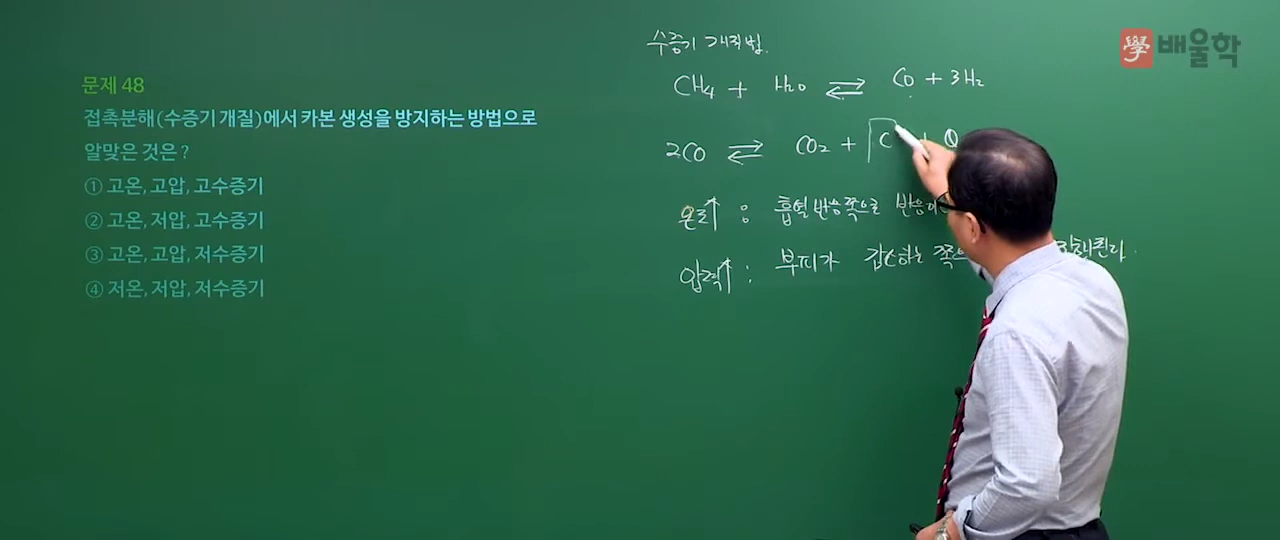 문제 48
접촉분해(수증기 개질)에서 카본 생성을 방지하는 방법으로
알맞은 것은?
① 고온, 고압, 고수증기
② 고온, 저압, 고수증기
③ 고온, 고압, 저수증기
④ 저온, 저압, 저수증기
수증기 개질법.
CH4 + H2O ⇌ CO + 3H2
2CO ⇌ CO2 + C + Q
온도↑ : 흡열반응쪽으로
압력↑ : 부피가 감소하는 쪽으
學 배울학